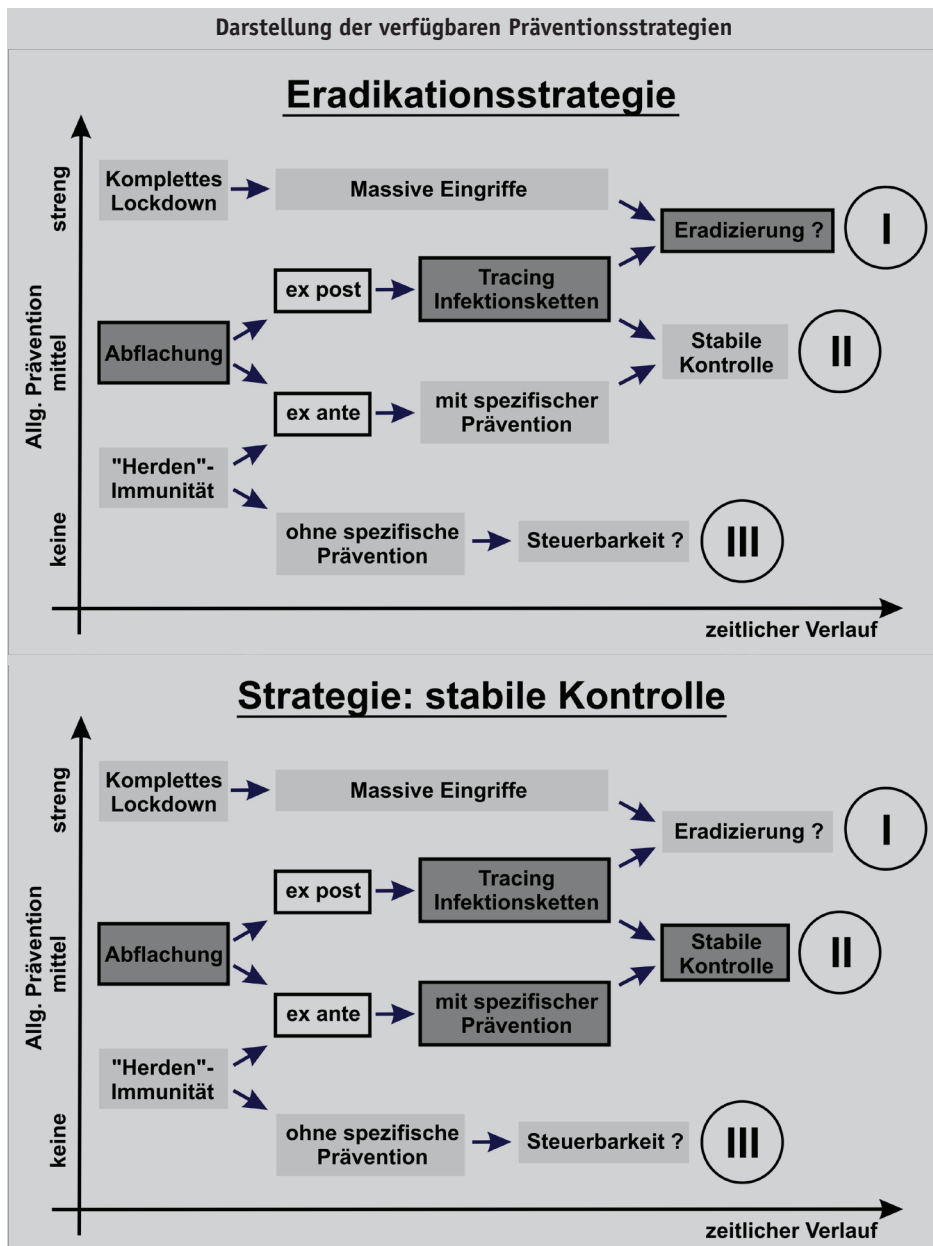 Darstellung der verfügbaren Präventionsstrategien
Eradikationsstrategie
Allg. Prävention
streng
mittel
keine
Komplettes
Lockdown
Massive Eingriffe
Eradizierung ?
I
ex post
Tracing
Infektionsketten
Abflachung
Stabile
Kontrolle
II
ex ante
mit spezifischer
Prävention
"Herden"-
Immunität
ohne spezifische
Prävention
Steuerbarkeit ?
III
zeitlicher Verlauf
Strategie: stabile Kontrolle
Allg. Prävention
streng
mittel
keine
Komplettes
Lockdown
Massive Eingriffe
Eradizierung ?
I
ex post
Tracing
Infektionsketten
Abflachung
Stabile
Kontrolle
II
ex ante
mit spezifischer
Prävention
"Herden"-
Immunität
ohne spezifische
Prävention
Steuerbarkeit ?
III
zeitlicher Verlauf